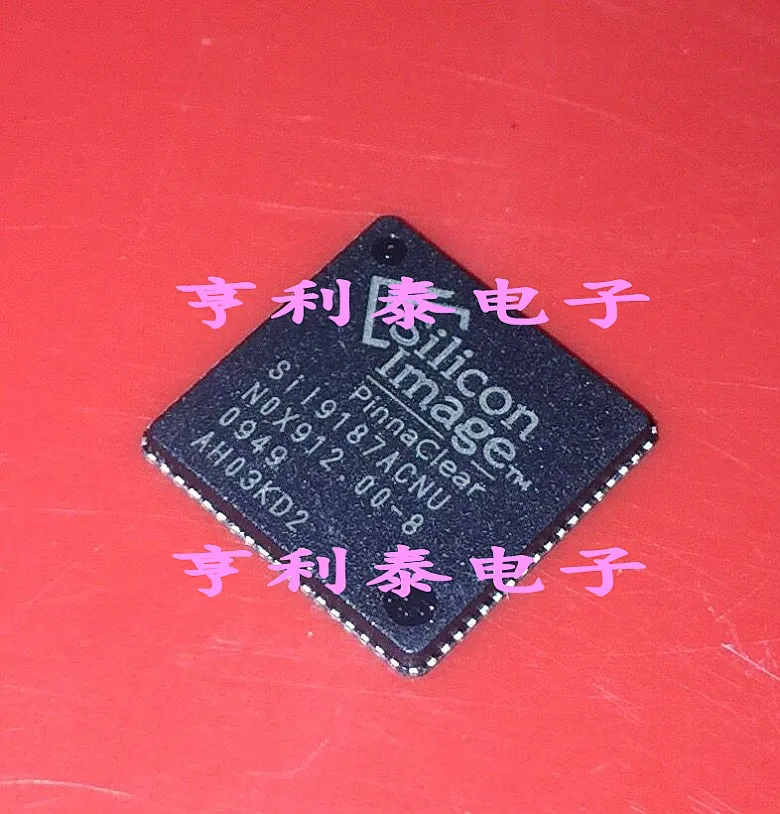 亨利泰电子
Silicon
Image™
PinnaClear
SiI9187ACNU
N0X912.00-8
0949
AH03KD2
亨利泰电子